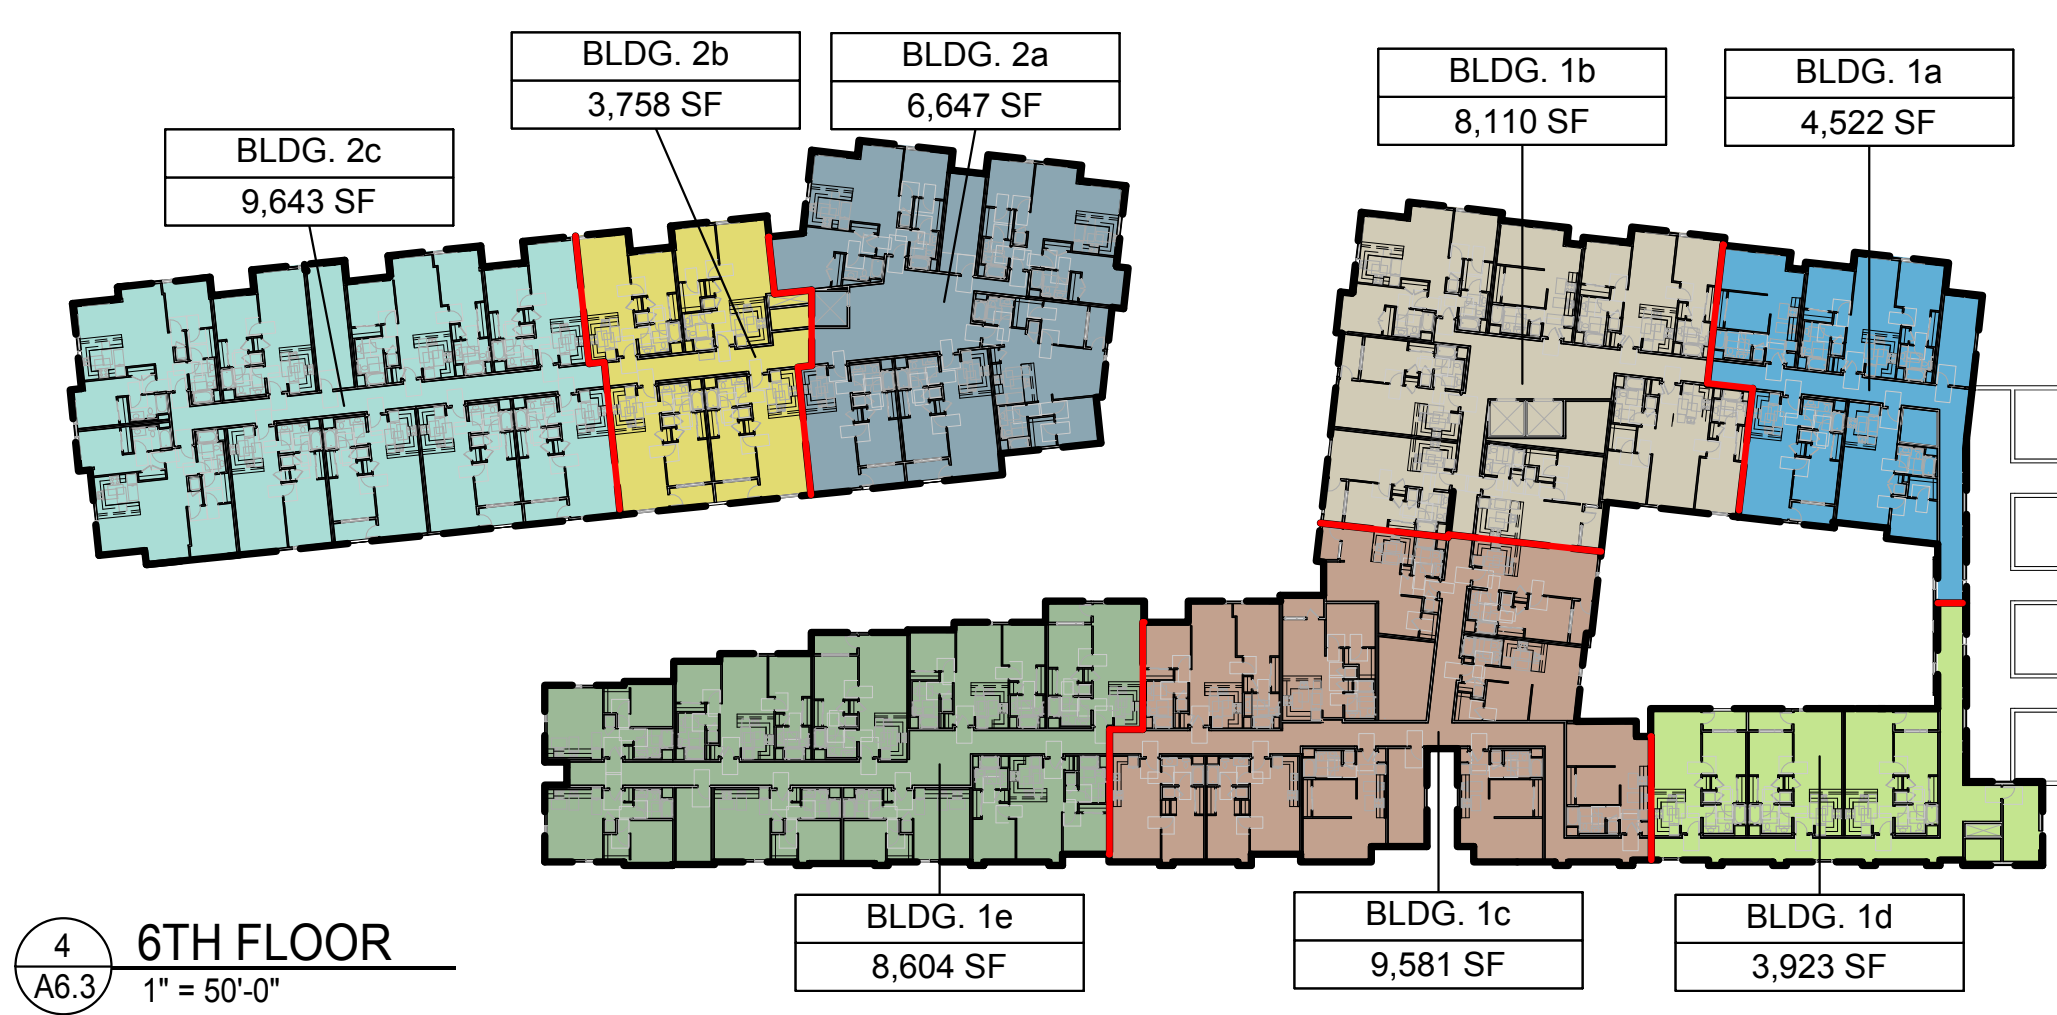 BLDG. 2b
3,758 SF
BLDG. 2a
6,647 SF
BLDG. 1b
8,110 SF
BLDG. 1a
4,522 SF
BLDG. 2c
9,643 SF
BLDG. 1e
8,604 SF
BLDG. 1c
9,581 SF
BLDG. 1d
3,923 SF
4
A6.3
6TH FLOOR
1" = 50'-0"